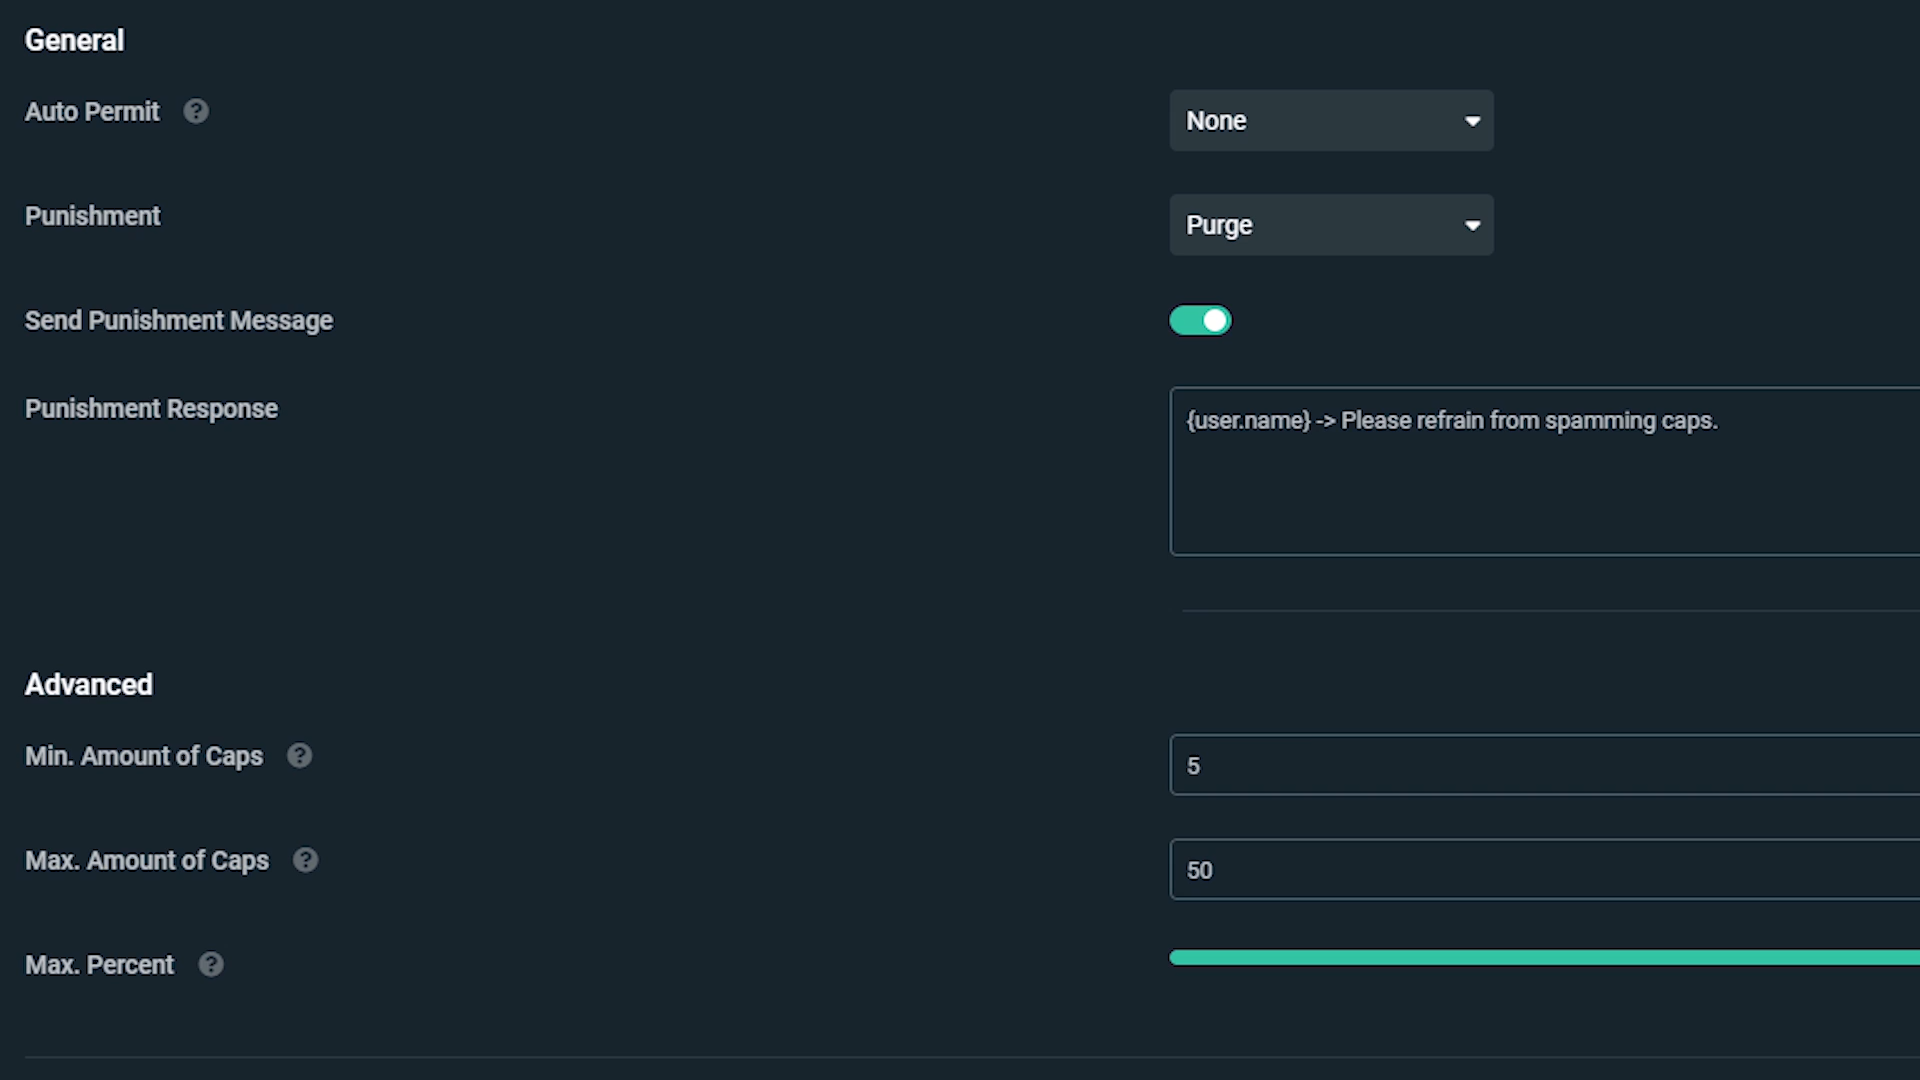 General
Auto Permit ?
None
Punishment
Purge
Send Punishment Message
Punishment Response
{user.name} -> Please refrain from spamming caps.
Advanced
Min. Amount of Caps ?
5
Max. Amount of Caps ?
50
Max. Percent ?